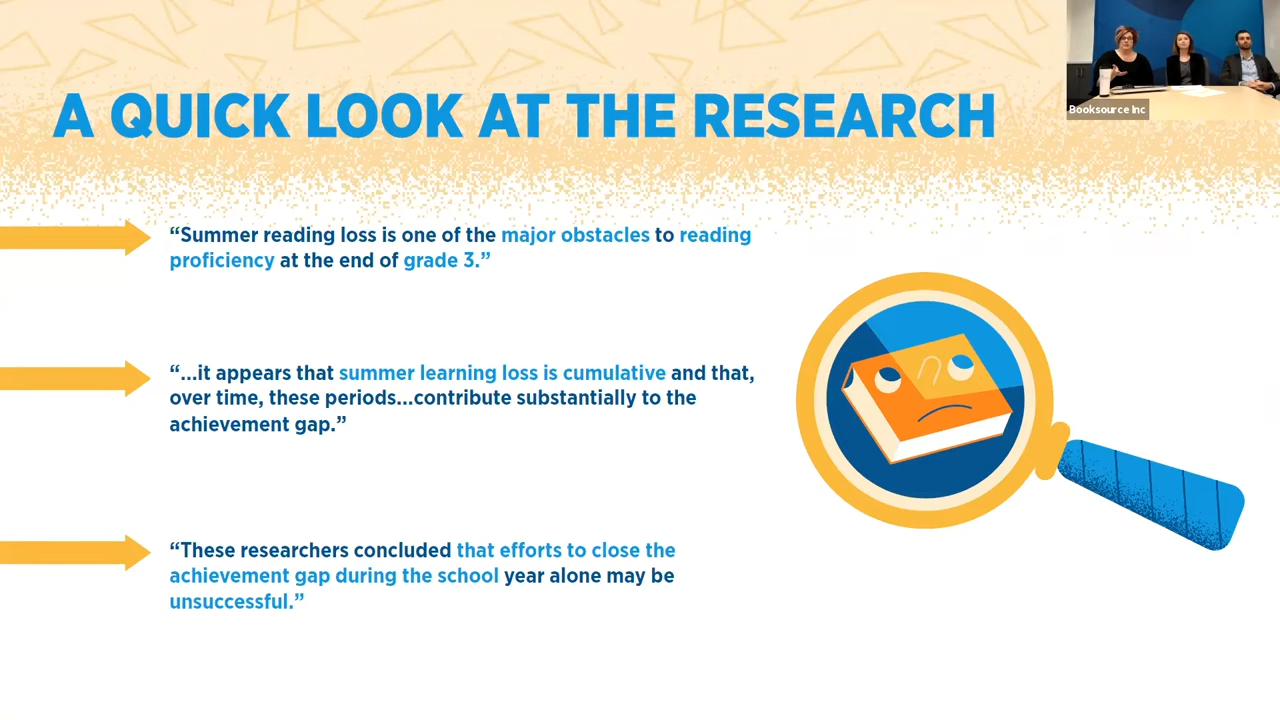 A QUICK LOOK AT THE RESEARCH
Booksource Inc
“Summer reading loss is one of the major obstacles to reading
proficiency at the end of grade 3.”
“...it appears that summer learning loss is cumulative and that,
over time, these periods...contribute substantially to the
achievement gap.”
“These researchers concluded that efforts to close the
achievement gap during the school year alone may be
unsuccessful.”